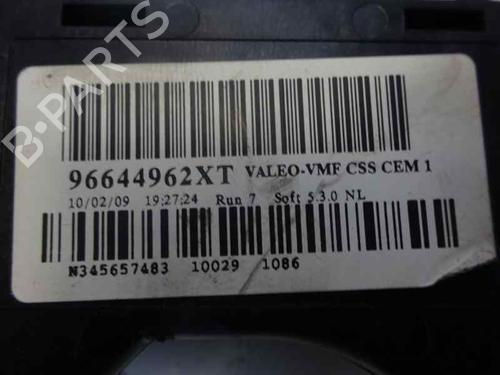 96644962XT VALEO-VMF CSS CEM 1
10/02/09 19:27:24 Run 7 Soft 5.3.0 NL
N345657483 10029 1086
B-PARTS